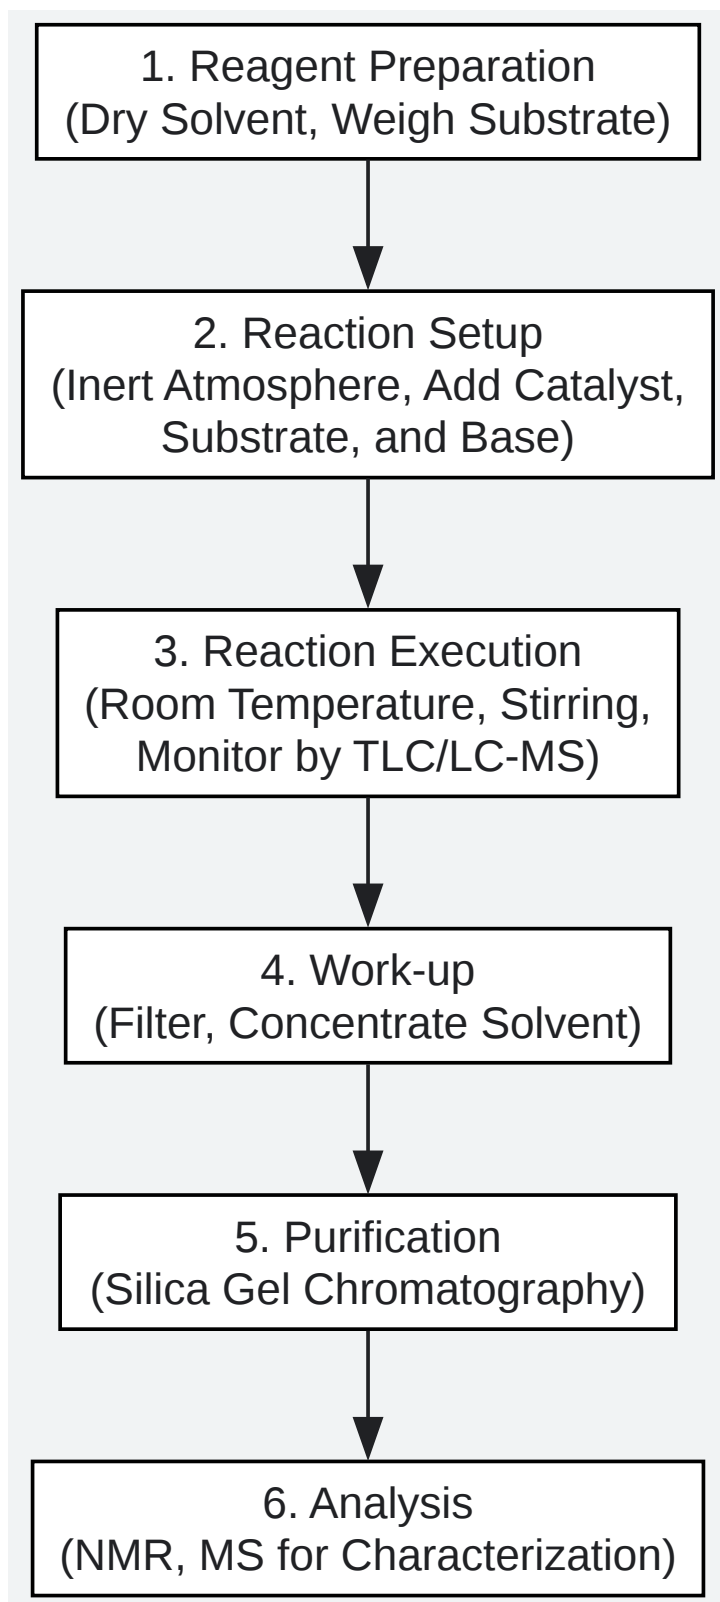 1. Reagent Preparation
(Dry Solvent, Weigh Substrate)
2. Reaction Setup
(Inert Atmosphere, Add Catalyst,
Substrate, and Base)
3. Reaction Execution
(Room Temperature, Stirring,
Monitor by TLC/LC-MS)
4. Work-up
(Filter, Concentrate Solvent)
5. Purification
(Silica Gel Chromatography)
6. Analysis
(NMR, MS for Characterization)